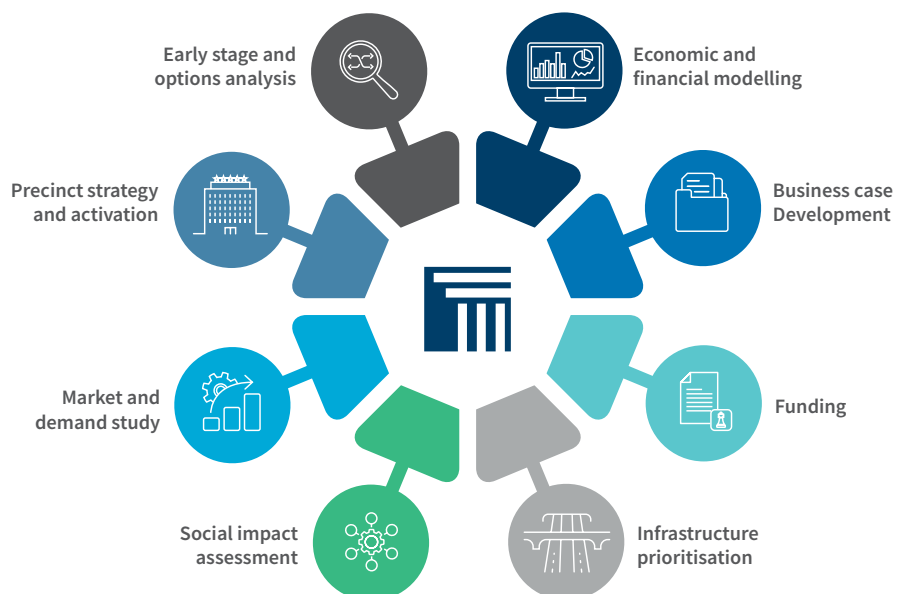 Early stage and
options analysis
Economic and
financial modelling
Precinct strategy
and activation
Business case
Development
Market and
demand study
Funding
Social impact
assessment
Infrastructure
prioritisation